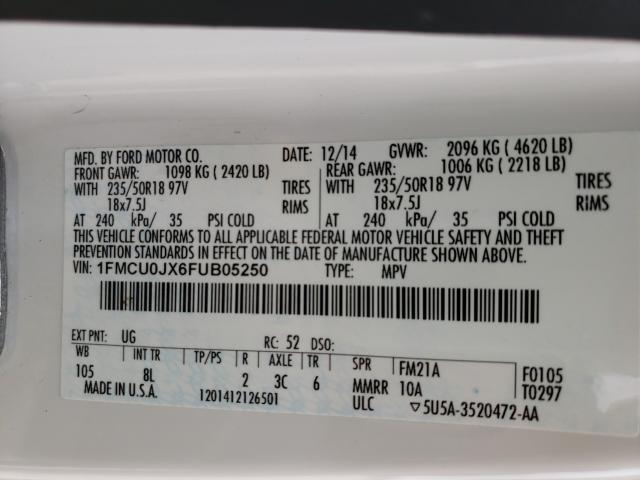 MFD. BY FORD MOTOR CO. DATE: 12/14 GVWR: 2096 KG ( 4620 LB)
FRONT GAWR: 1098 KG ( 2420 LB) REAR GAWR: 1006 KG ( 2218 LB)
WITH 235/50R18 97V TIRES WITH 235/50R18 97V TIRES
18x7.5J RIMS 18x7.5J RIMS
AT 240 kPa/ 35 PSI COLD AT 240 kPa/ 35 PSI COLD
THIS VEHICLE CONFORMS TO ALL APPLICABLE FEDERAL MOTOR VEHICLE SAFETY AND THEFT
PREVENTION STANDARDS IN EFFECT ON THE DATE OF MANUFACTURE SHOWN ABOVE.
VIN: 1FMCU0JX6FUB05250 TYPE: MPV
EXT PNT: UG RC: 52 DSO:
WB INT TR TP/PS R AXLE TR SPR FM21A F0105
105 8L 2 3C 6 MMRR 10A T0297
MADE IN U.S.A. 1201412126501 ULC ▽5U5A-3520472-AA